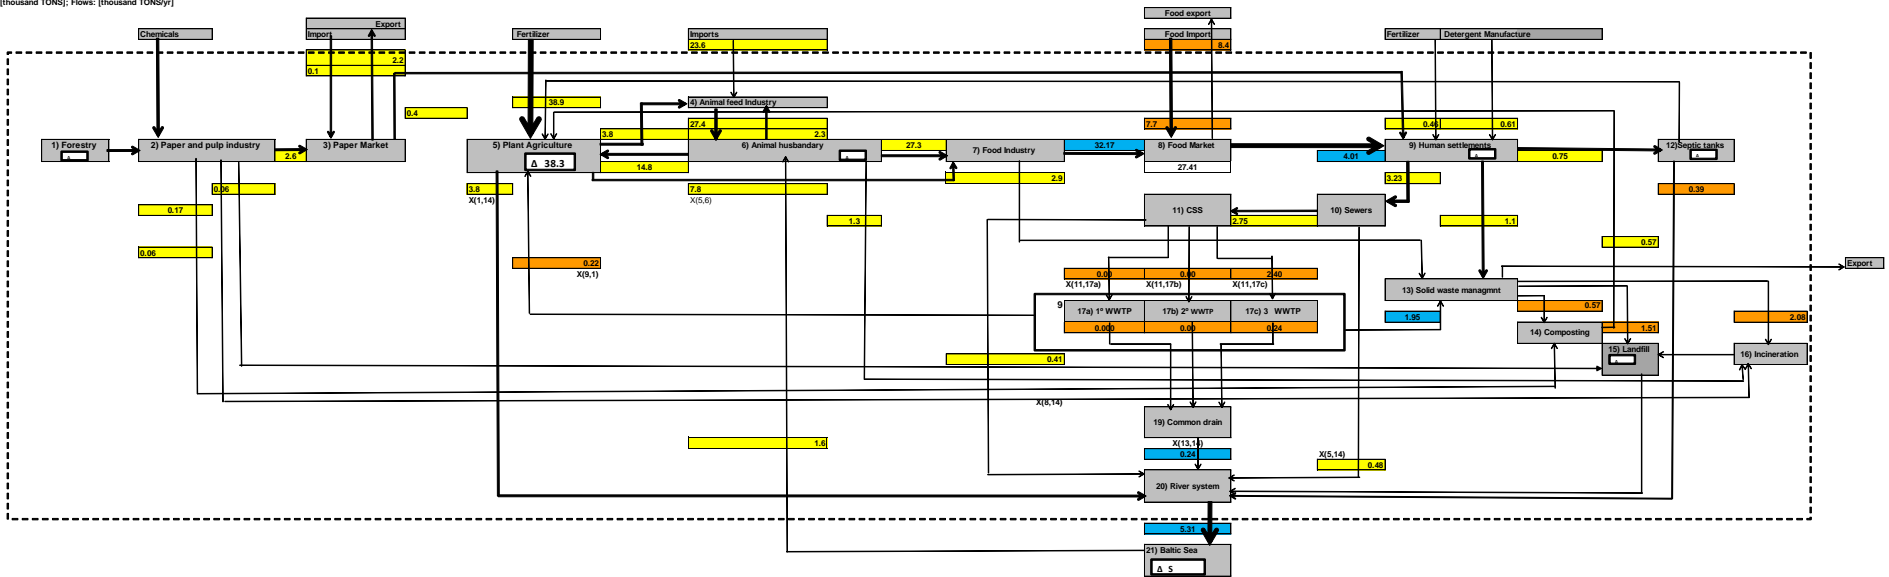 [thousand TONS]; Flows: [thousand TONS/yr]
Food export
Export
Chemicals
Import
Fertilizer
Imports
Food Import
Fertilizer
Detergent Manufacture
23.6
8.4
2.2
0.1
0.4
38.9
4) Animal feed Industry
27.4
7.7
0.46
0.61
3.8
2.3
1) Forestry
2) Paper and pulp industry
2.6
3) Paper Market
5) Plant Agriculture
Δ 38.3
14.8
6) Animal husbandary
27.3
7) Food Industry
32.17
8) Food Market
27.41
4.01
9) Human settlements
0.75
12)Septic tanks
0.06
3.8
X(1,14)
7.8
X(5,6)
2.9
3.23
0.39
0.17
1.3
11) CSS
2.75
10) Sewers
1.1
0.06
0.57
0.22
X(9,1)
0.00
0.00
2.40
X(11,17a)
X(11,17b)
X(11,17c)
Export
13) Solid waste managmnt
9
17a) 1º WWTP
17b) 2º WWTP
17c) 3 WWTP
0.000
0.00
0.24
1.95
0.57
14) Composting
1.51
2.08
15) Landfill
16) Incineration
0.41
X(8,14)
19) Common drain
1.6
X(13,14)
0.24
X(5,14)
0.48
20) River system
5.31
21) Baltic Sea
Δ S